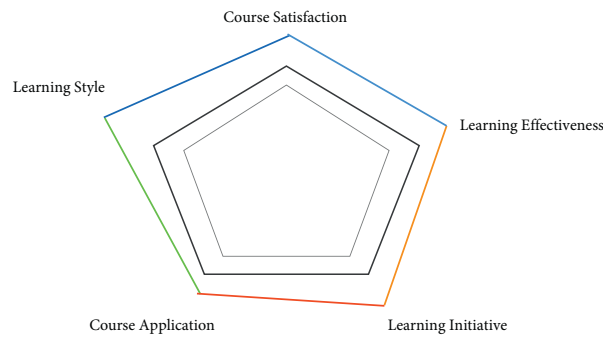 Course Satisfaction
Learning Style
Learning Effectiveness
Course Application
Learning Initiative